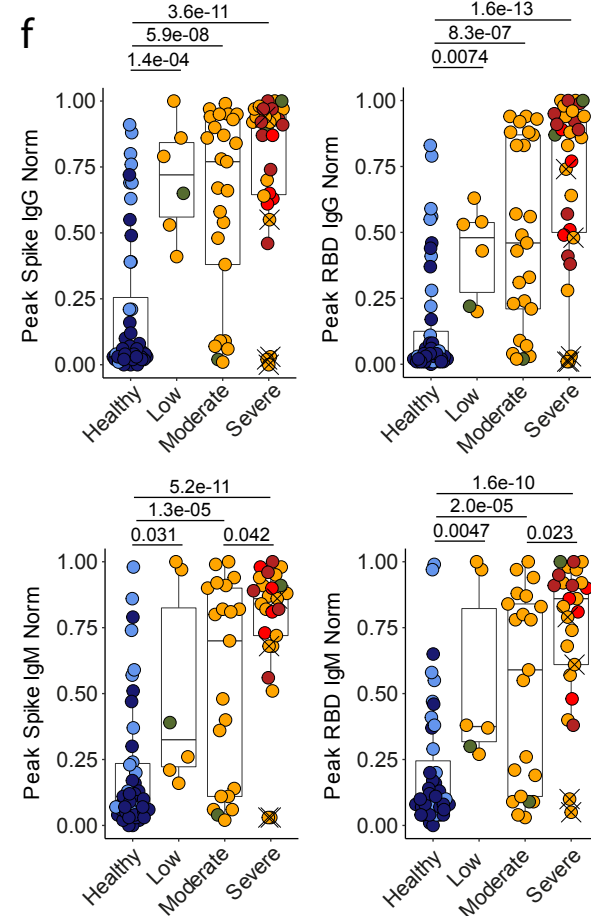 f
3.6e-11
5.9e-08
1.4e-04
Peak Spike IgG Norm
1.00
0.75
0.50
0.25
0.00
Healthy
Low
Moderate
Severe
1.6e-13
8.3e-07
0.0074
Peak RBD IgG Norm
1.00
0.75
0.50
0.25
0.00
Healthy
Low
Moderate
Severe
5.2e-11
1.3e-05
0.031 0.042
Peak Spike IgM Norm
1.00
0.75
0.50
0.25
0.00
Healthy
Low
Moderate
Severe
1.6e-10
2.0e-05
0.0047 0.023
Peak RBD IgM Norm
1.00
0.75
0.50
0.25
0.00
Healthy
Low
Moderate
Severe